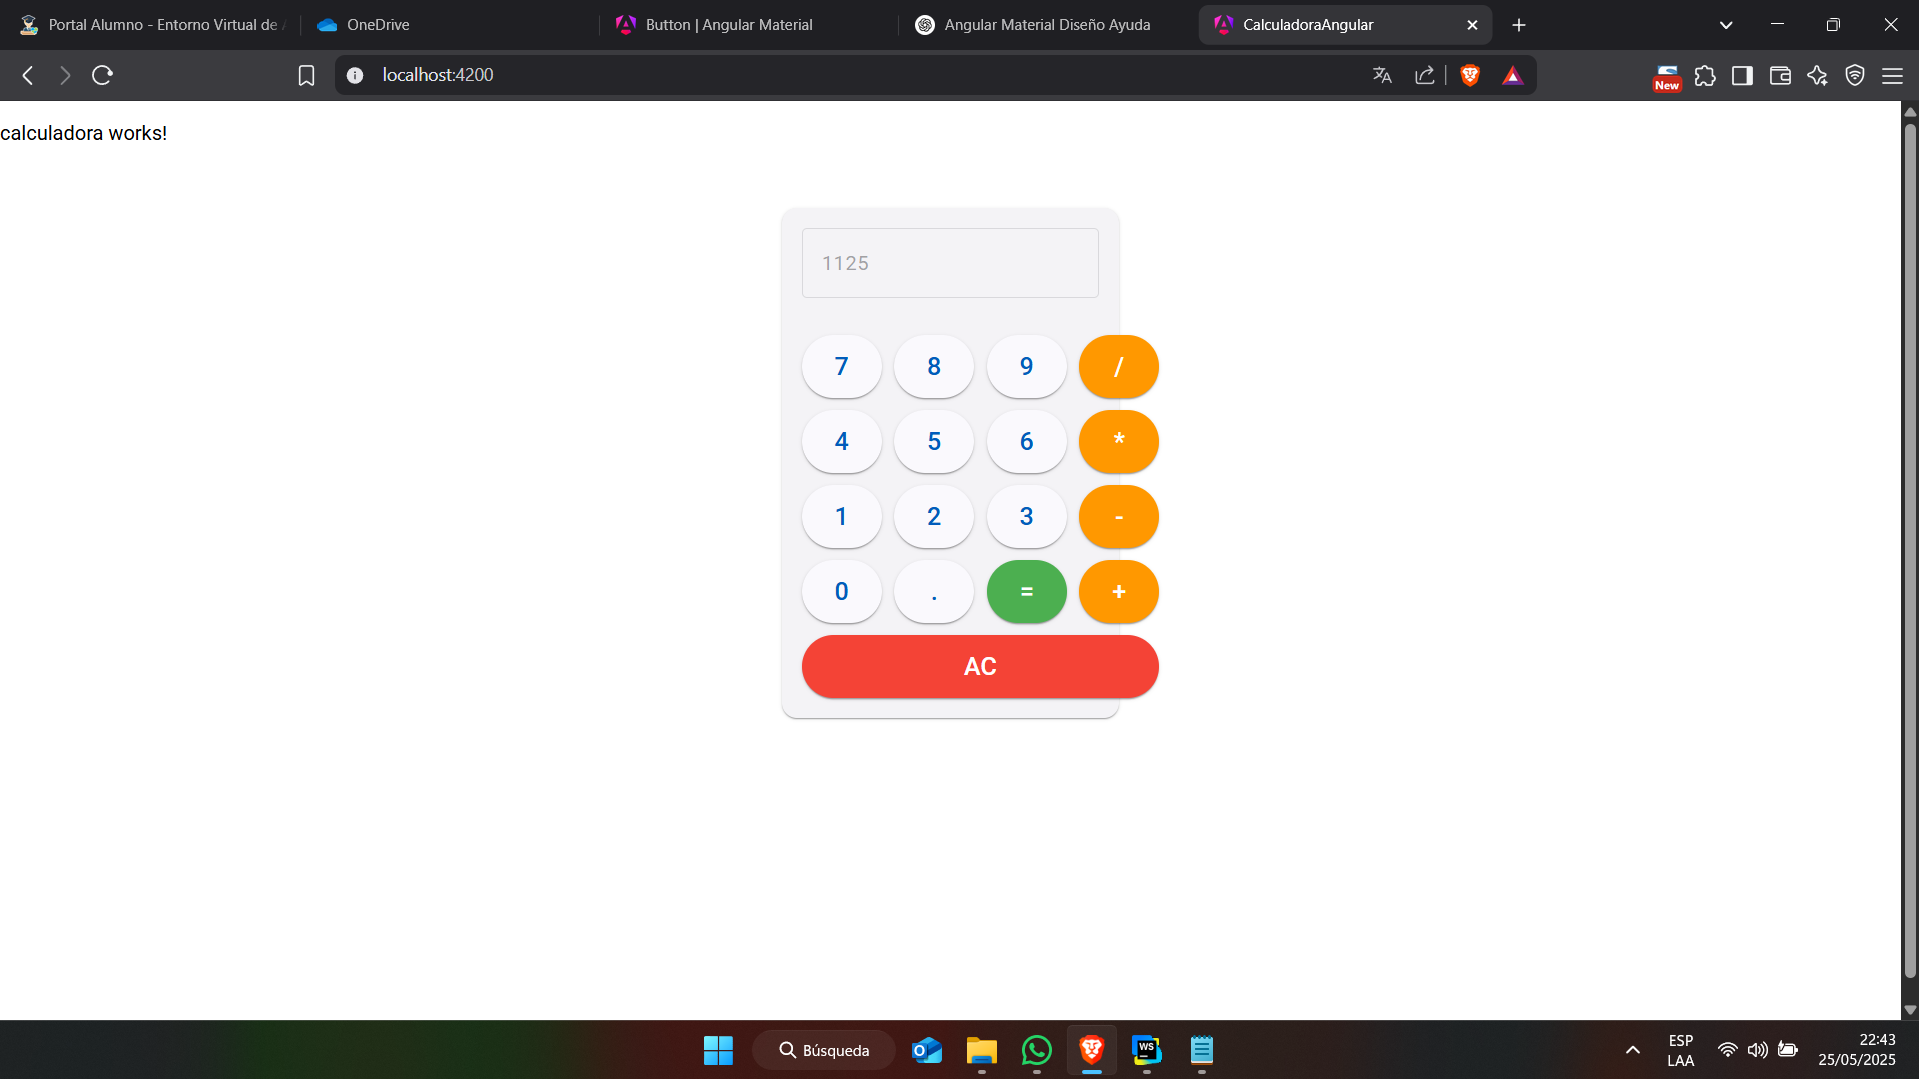 Portal Alumno - Entorno Virtual de
OneDrive
Button | Angular Material
Angular Material Diseño Ayuda
CalculadoraAngular
localhost:4200
New
calculadora works!
1125
7 8 9 /
4 5 6 *
1 2 3 -
0 . = +
AC
Búsqueda
WS
ESP
LAA
22:43
25/05/2025